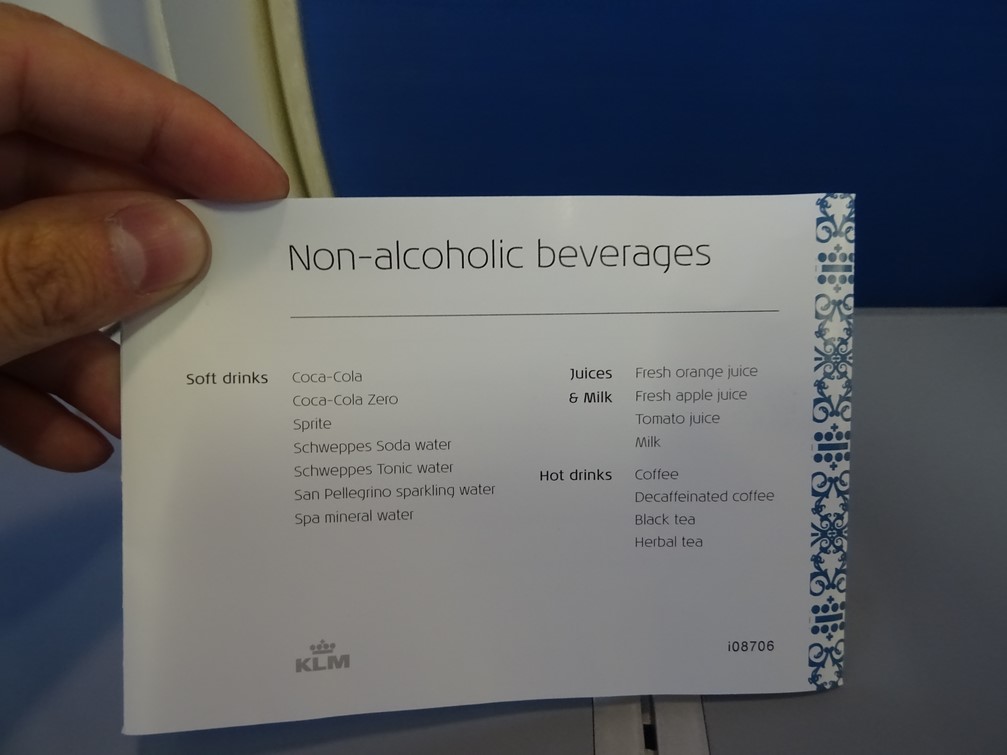 Non-alcoholic beverages
Soft drinks Coca-Cola
Coca-Cola Zero
Sprite
Schweppes Soda water
Schweppes Tonic water
San Pellegrino sparkling water
Spa mineral water
Juices Fresh orange juice
& Milk Fresh apple juice
Tomato juice
Milk
Hot drinks Coffee
Decaffeinated coffee
Black tea
Herbal tea
KLM
i08706